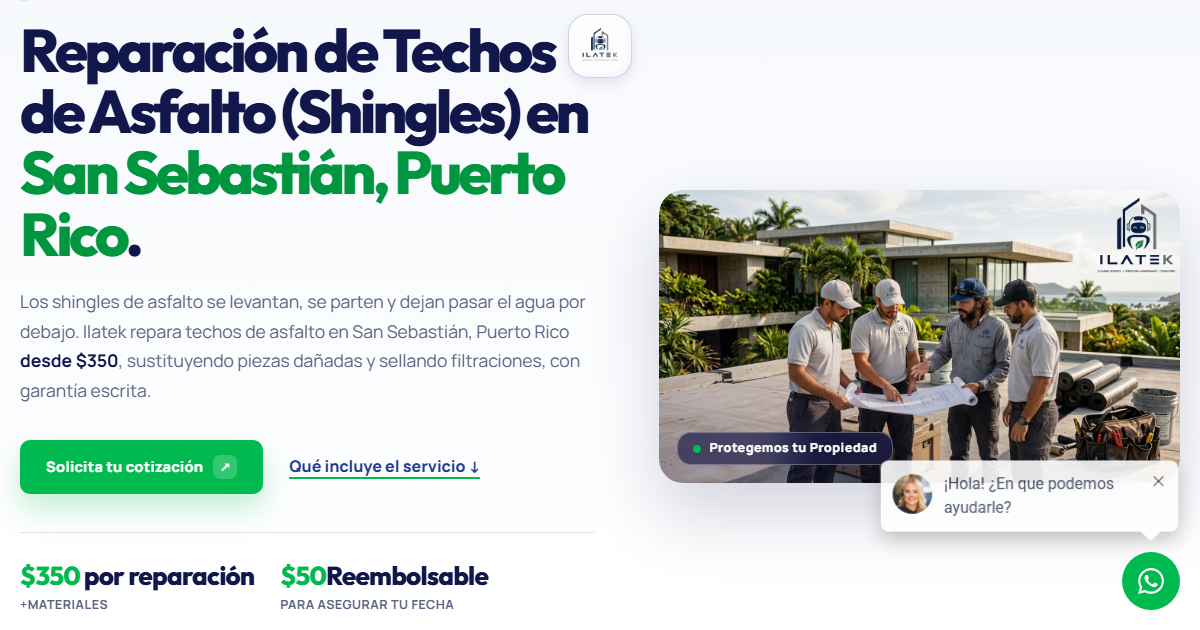 Reparación de Techos
ILATEK
de Asfalto (Shingles) en
San Sebastián, Puerto
Rico.
Los shingles de asfalto se levantan, se parten y dejan pasar el agua por
debajo. Ilatek repara techos de asfalto en San Sebastián, Puerto Rico
desde $350, sustituyendo piezas dañadas y sellando filtraciones, con
garantía escrita.
Solicita tu cotización ↗
Qué incluye el servicio ↓
$350 por reparación
+MATERIALES
$50Reembolsable
PARA ASEGURAR TU FECHA
ILATEK
Protegemos tu Propiedad
¡Hola! ¿En que podemos
ayudarle?